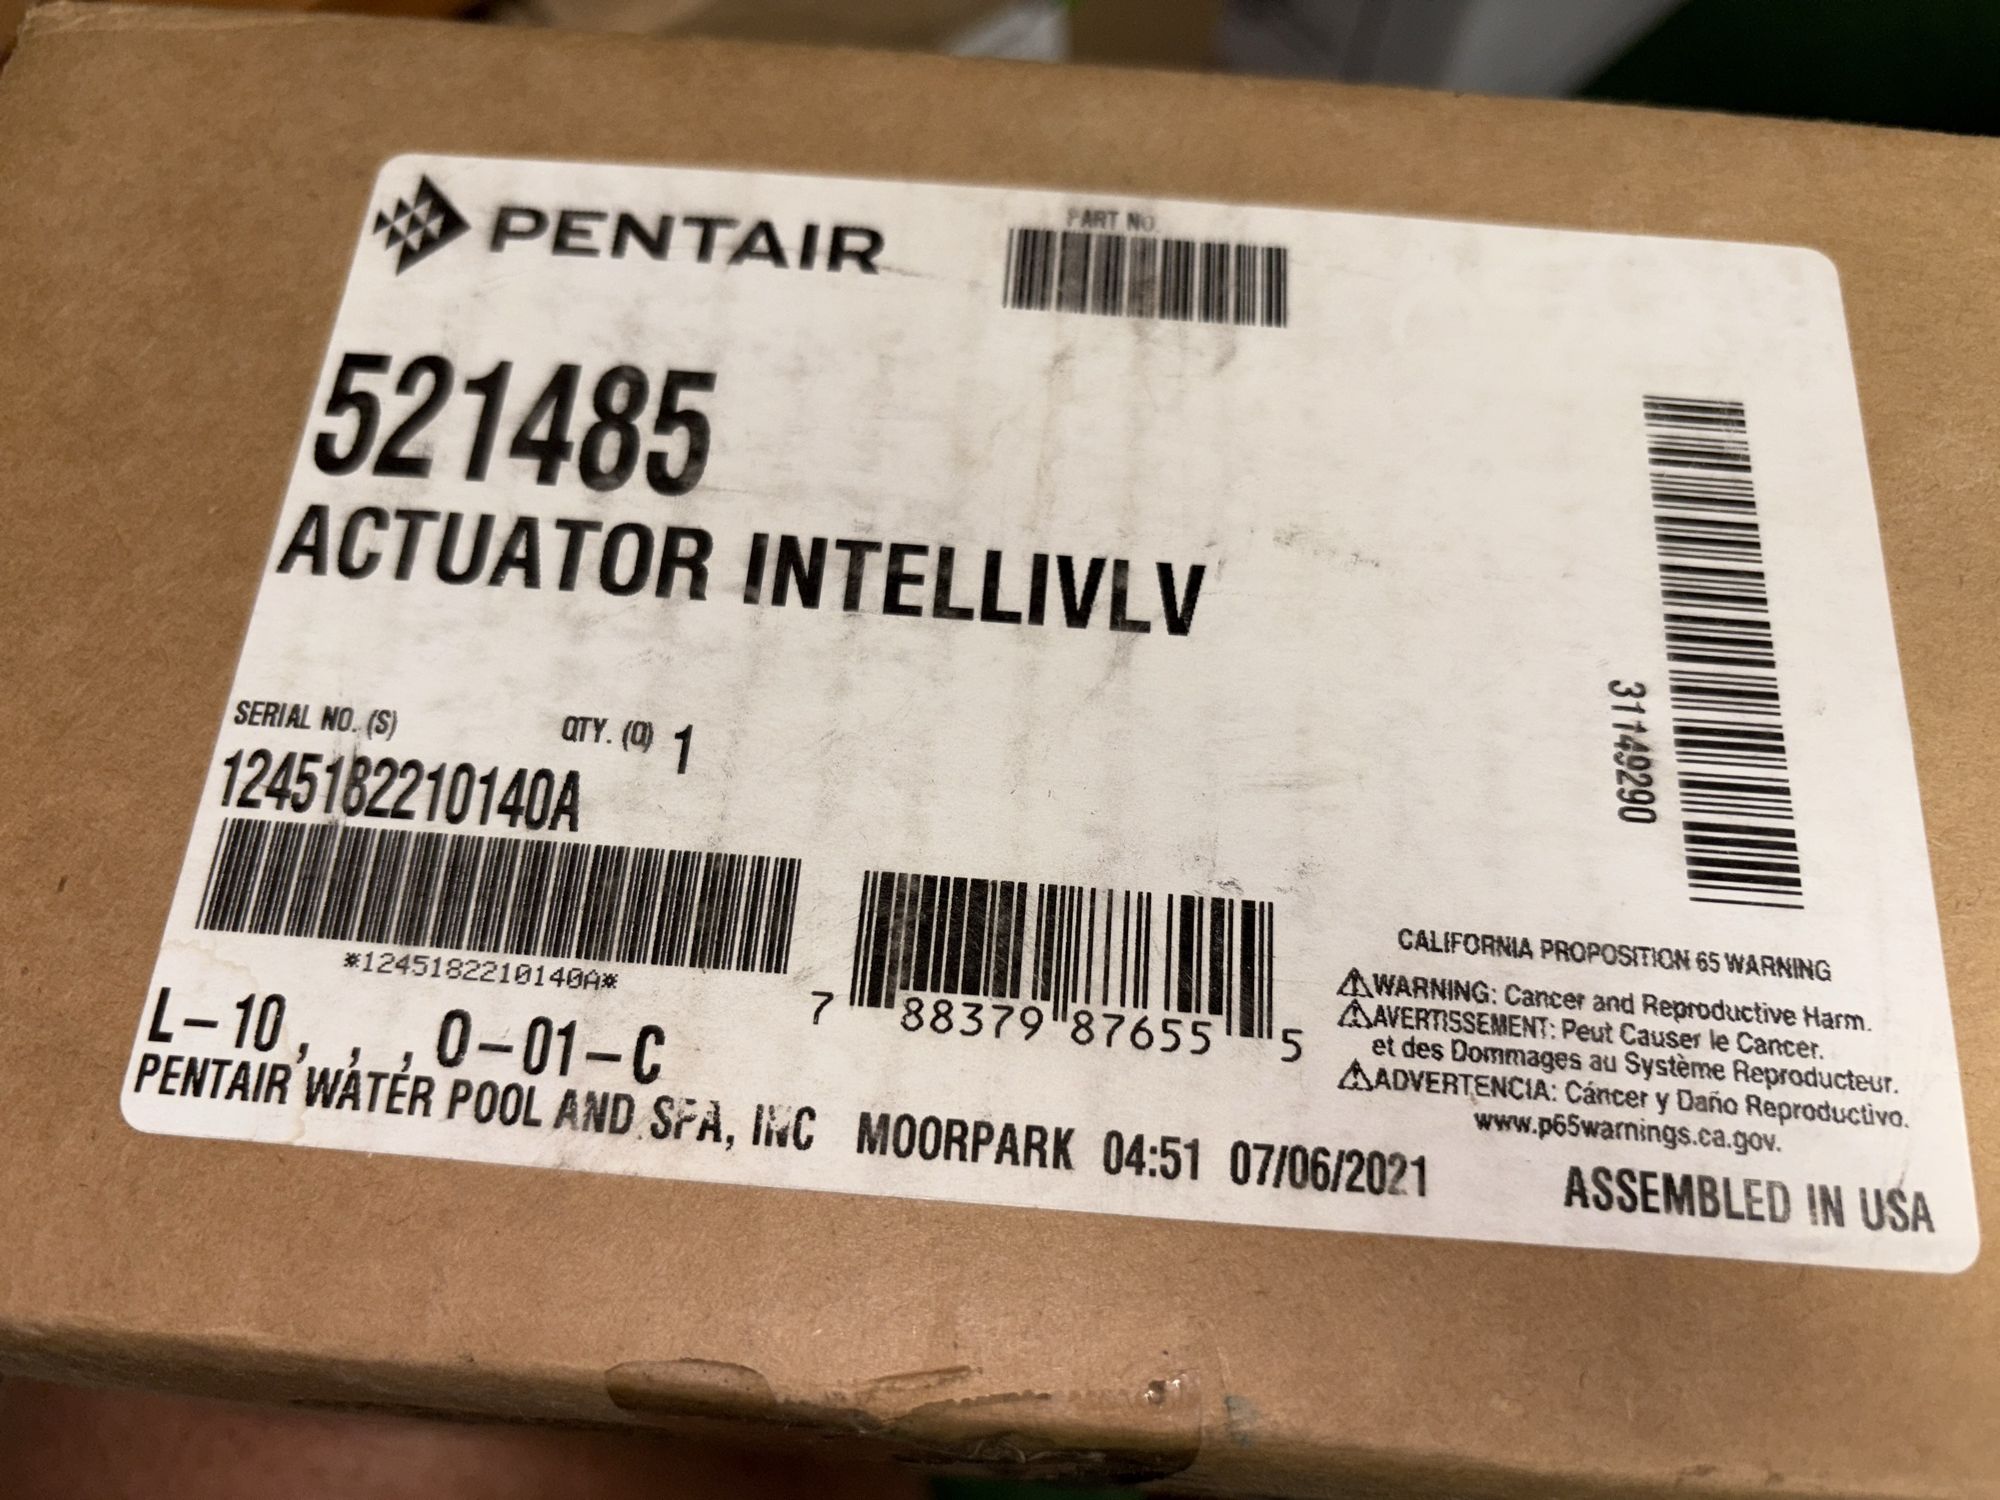 PENTAIR
PART NO.
521485
ACTUATOR INTELLIVLV
31149290
SERIAL NO. (S)
QTY. (Q) 1
1245182210140A
*1245182210140A*
7 88379 87655 5
CALIFORNIA PROPOSITION 65 WARNING
⚠WARNING: Cancer and Reproductive Harm.
⚠AVERTISSEMENT: Peut Causer le Cancer.
et des Dommages au Système Reproducteur.
⚠ADVERTENCIA: Cáncer y Daño Reproductivo.
www.p65warnings.ca.gov.
L-10, , , O-01-C
PENTAIR WATER POOL AND SPA, INC MOORPARK 04:51 07/06/2021
ASSEMBLED IN USA